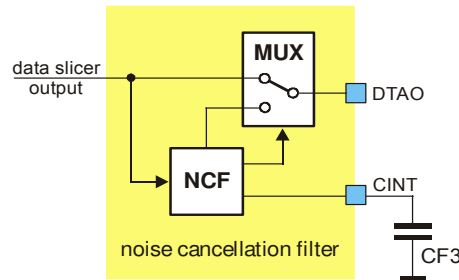 MUX
data slicer
output
DTAO
NCF
CINT
noise cancellation filter
CF3